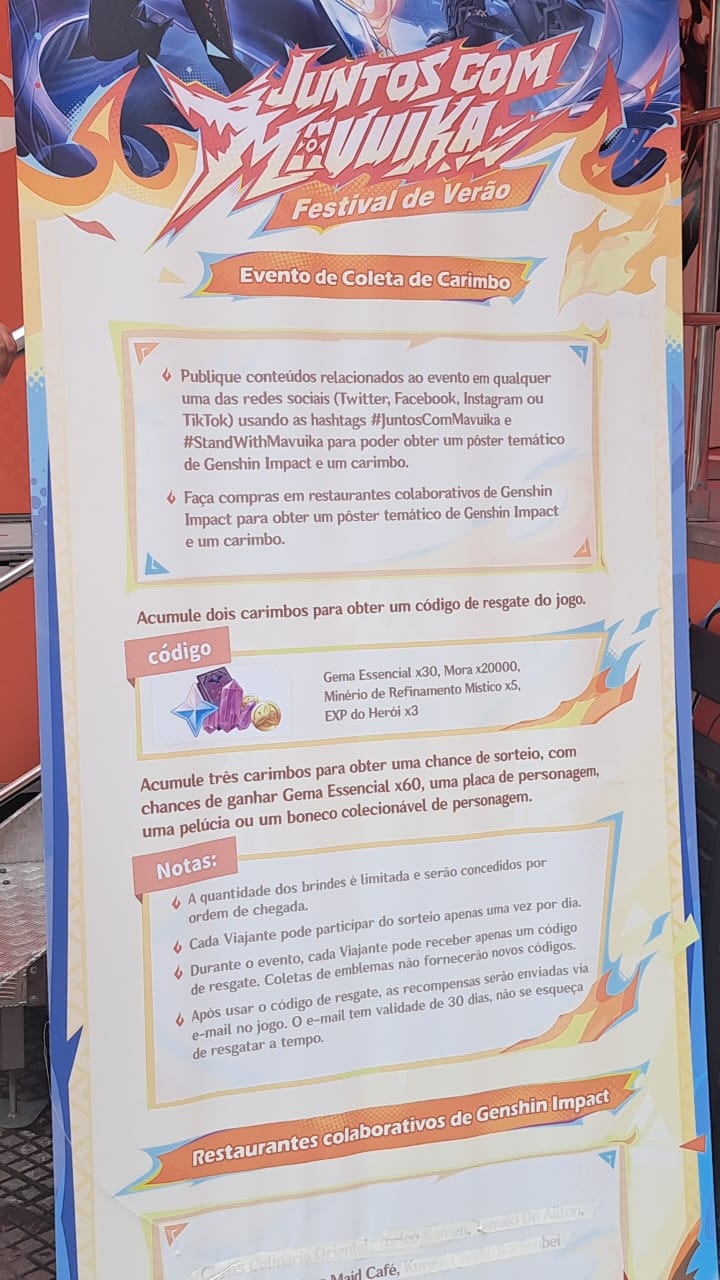 JUNTOS COM
MAVUIKA
Festival de Verão
Evento de Coleta de Carimbo
Publique conteúdos relacionados ao evento em qualquer
uma das redes sociais (Twitter, Facebook, Instagram ou
TikTok) usando as hashtags #JuntosComMavuika e
#StandWithMavuika para poder obter um pôster temático
de Genshin Impact e um carimbo.
Faça compras em restaurantes colaborativos de Genshin
Impact para obter um pôster temático de Genshin Impact
e um carimbo.
Acumule dois carimbos para obter um código de resgate do jogo.
código
Gema Essencial x30, Mora x20000,
Minério de Refinamento Místico x5,
EXP do Herói x3
Acumule três carimbos para obter uma chance de sorteio, com
chances de ganhar Gema Essencial x60, uma placa de personagem,
uma pelúcia ou um boneco colecionável de personagem.
Notas:
A quantidade dos brindes é limitada e serão concedidos por
ordem de chegada.
Cada Viajante pode participar do sorteio apenas uma vez por dia.
Durante o evento, cada Viajante pode receber apenas um código
de resgate. Coletas de emblemas não fornecerão novos códigos.
Após usar o código de resgate, as recompensas serão enviadas via
e-mail no jogo. O e-mail tem validade de 30 dias, não se esqueça
de resgatar a tempo.
Restaurantes colaborativos de Genshin Impact
Culinaria Oriental
Maid Café,